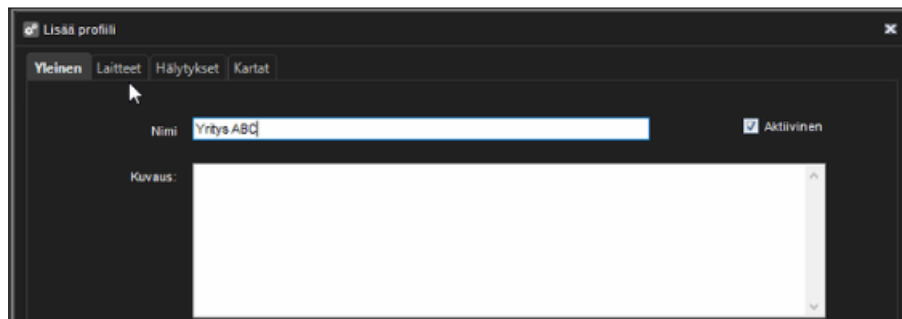 Lisää profiili
Yleinen Laitteet Hälytykset Kartat
Nimi Yritys ABC Aktiivinen
Kuvaus: